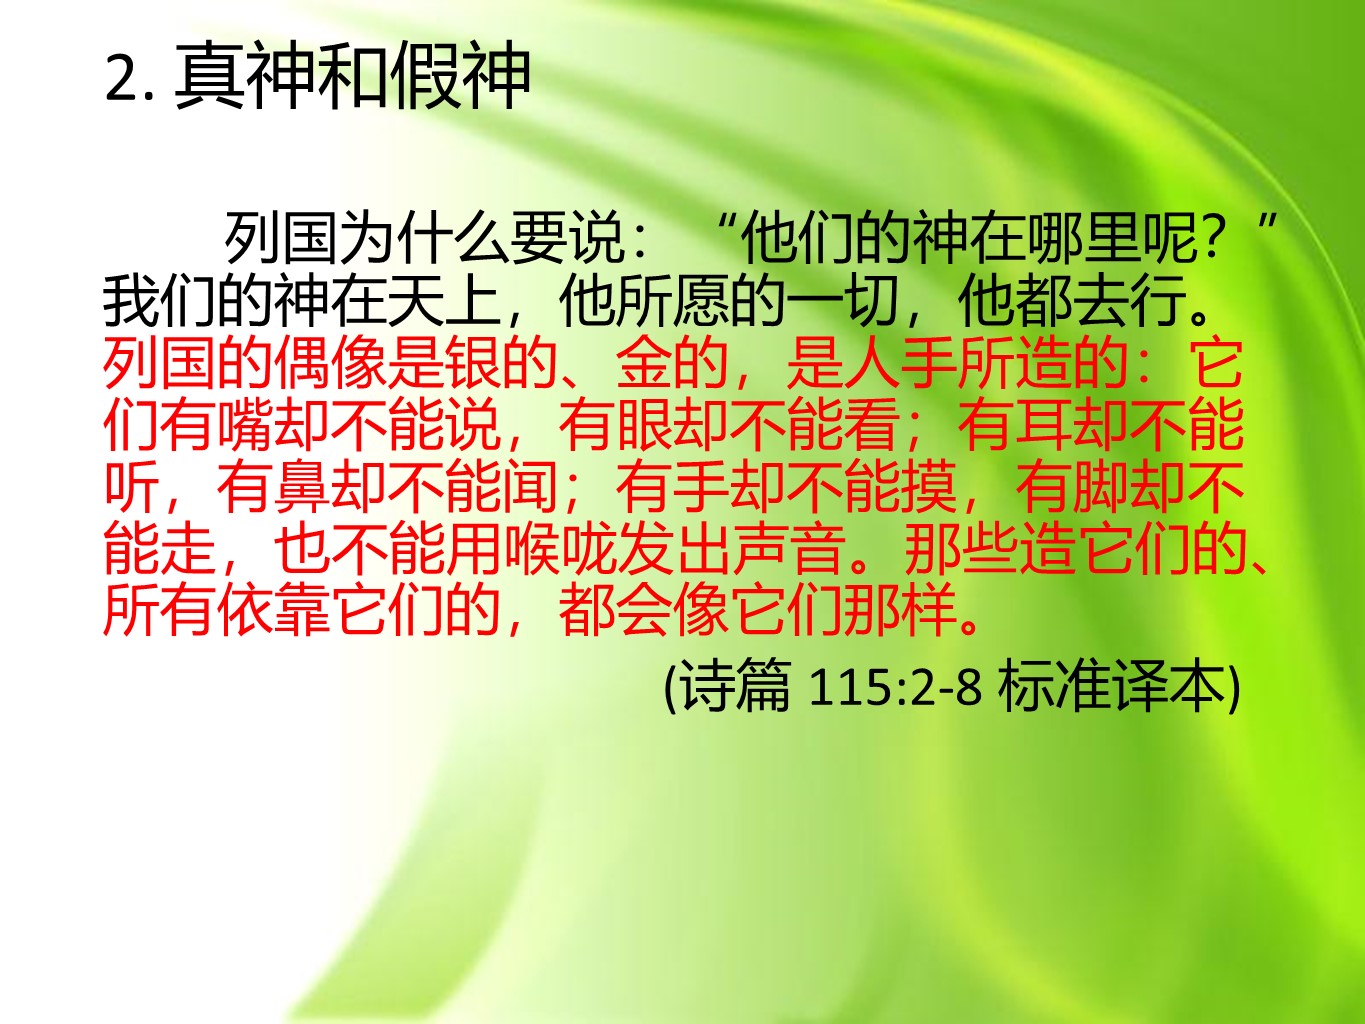 2. 真神和假神
列国为什么要说：“他们的神在哪里呢？”
我们的神在天上，他所愿的一切，他都去行。
列国的偶像是银的、金的，是人手所造的：它
们有嘴却不能说，有眼却不能看；有耳却不能
听，有鼻却不能闻；有手却不能摸，有脚却不
能走，也不能用喉咙发出声音。那些造它们的、
所有依靠它们的，都会像它们那样。
(诗篇 115:2-8 标准译本)